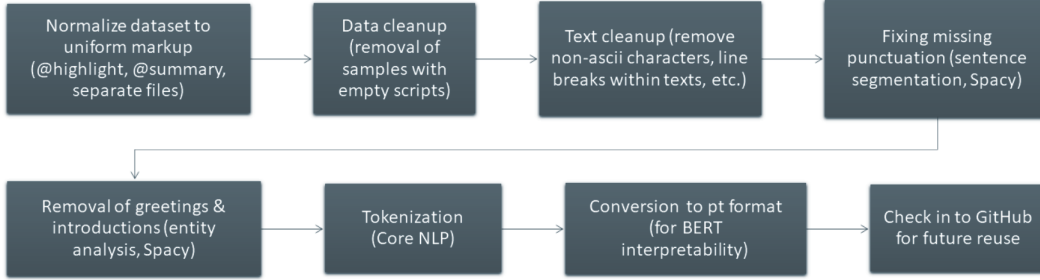 Normalize dataset to
uniform markup
(@highlight, @summary,
separate files)
Data cleanup
(removal of
samples with
empty scripts)
Text cleanup (remove
non-ascii characters, line
breaks within texts, etc.)
Fixing missing
punctuation (sentence
segmentation, Spacy)
Removal of greetings &
introductions (entity
analysis, Spacy)
Tokenization
(Core NLP)
Conversion to pt format
(for BERT
interpretability)
Check in to GitHub
for future reuse